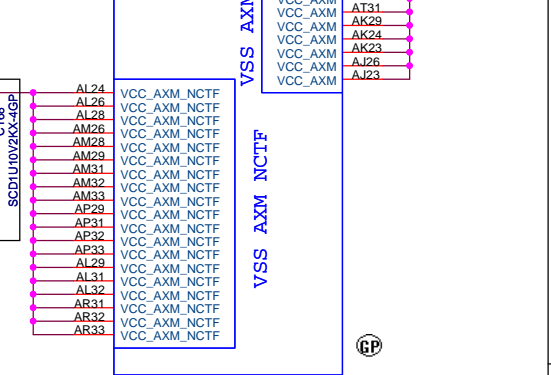 VCC_AXM
VCC_AXM AT31
VCC_AXM AK29
VCC_AXM AK24
VCC_AXM AK23
VCC_AXM AJ26
VCC_AXM AJ23
VSS AXM
SCD1U10V2KX-4GP
AL24 VCC_AXM_NCTF
AL26 VCC_AXM_NCTF
AL28 VCC_AXM_NCTF
AM26 VCC_AXM_NCTF
AM28 VCC_AXM_NCTF
AM29 VCC_AXM_NCTF
AM31 VCC_AXM_NCTF
AM32 VCC_AXM_NCTF
AM33 VCC_AXM_NCTF
AP29 VCC_AXM_NCTF
AP31 VCC_AXM_NCTF
AP32 VCC_AXM_NCTF
AP33 VCC_AXM_NCTF
AL29 VCC_AXM_NCTF
AL31 VCC_AXM_NCTF
AL32 VCC_AXM_NCTF
AR31 VCC_AXM_NCTF
AR32 VCC_AXM_NCTF
AR33 VCC_AXM_NCTF
VSS AXM NCTF
GP